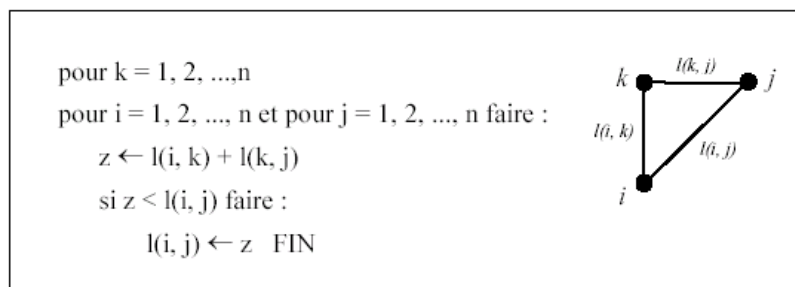 pour k = 1, 2, ...,n
pour i = 1, 2, ..., n et pour j = 1, 2, ..., n faire :
z ← l(i, k) + l(k, j)
si z < l(i, j) faire :
l(i, j) ← z FIN
l(k, j)
k
j
l(i, k)
l(i, j)
i